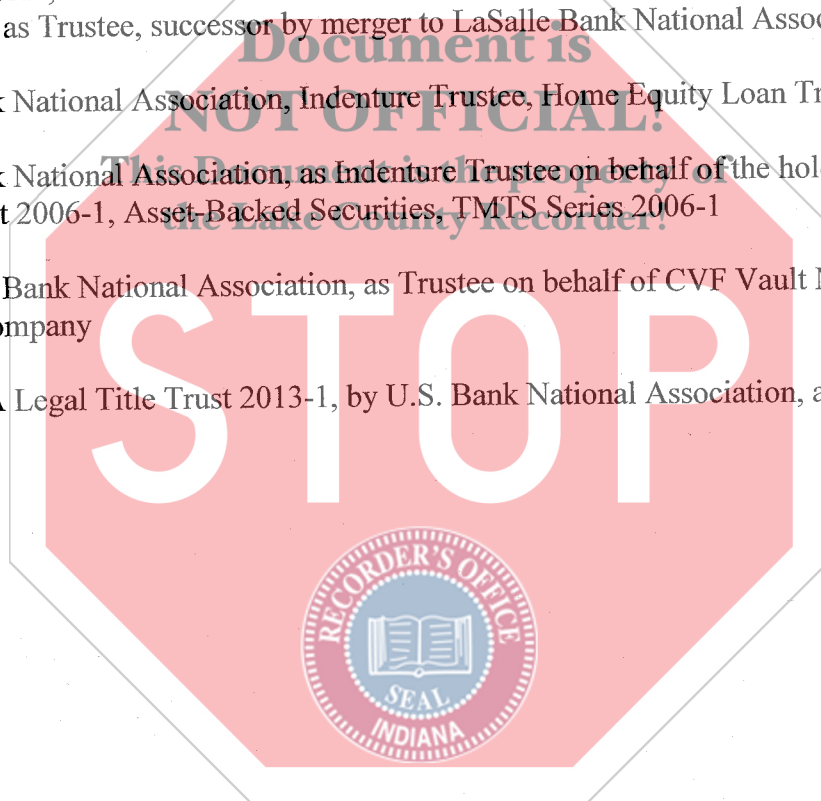 as Trustee, successor by merger to LaSalle Bank National Assoc
Document is
National Association, Indenture Trustee, Home Equity Loan Tr
NOT OFFICIAL!
National Association, as Indenture Trustee on behalf of the hol
This Document is the property of
t 2006-1, Asset-Backed Securities, TMTS Series 2006-1
the Lake County Recorder!
Bank National Association, as Trustee on behalf of CVF Vault
ompany
STOP
Legal Title Trust 2013-1, by U.S. Bank National Association, a
RECORDER'S OFFICE
SEAL
INDIANA